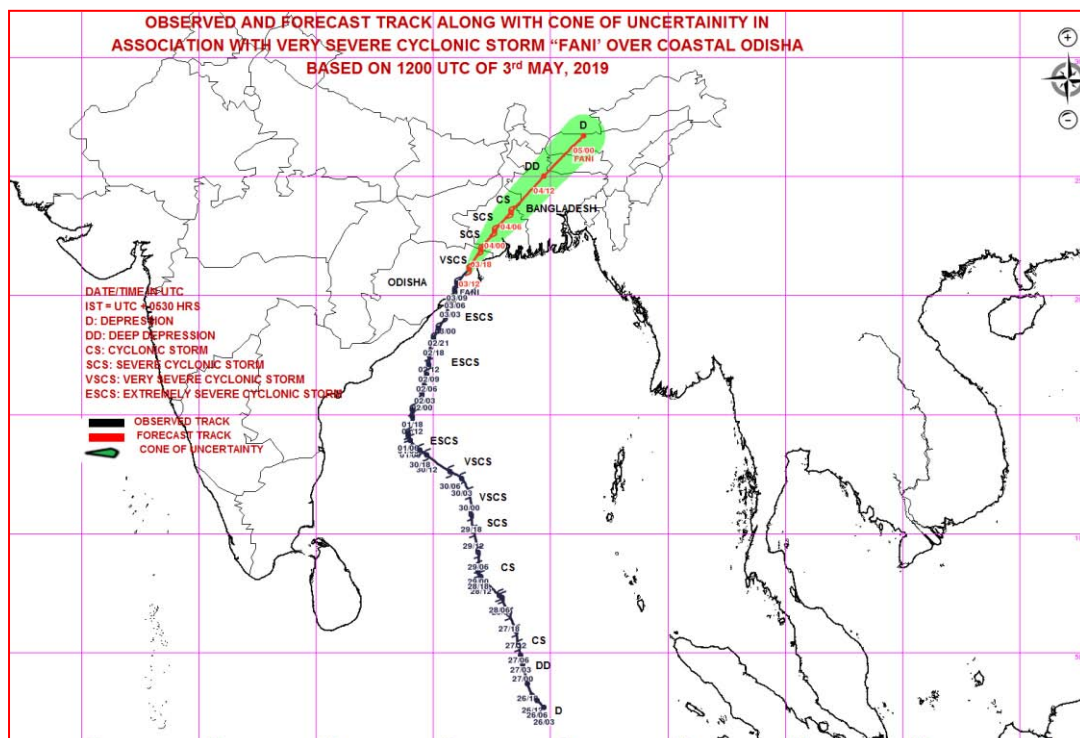 OBSERVED AND FORECAST TRACK ALONG WITH CONE OF UNCERTAINITY IN
ASSOCIATION WITH VERY SEVERE CYCLONIC STORM “FANI’ OVER COASTAL ODISHA
BASED ON 1200 UTC OF 3rd MAY, 2019
D
05/00
FANI
DD
04/12
CS
BANGLADESH
SCS
04/06
SCS
04/00
VSCS
03/18
ODISHA
03/12
FANI
03/09
03/06
03/03
ESCS
02/21
02/18
ESCS
02/12
02/09
02/06
02/03
02/00
01/18
DATE/TIME IN UTC
IST = UTC + 0530 HRS
D: DEPRESSION
DD: DEEP DEPRESSION
CS: CYCLONIC STORM
SCS: SEVERE CYCLONIC STORM
VSCS: VERY SEVERE CYCLONIC STORM
ESCS: EXTREMELY SEVERE CYCLONIC STORM
OBSERVED TRACK
FORECAST TRACK
CONE OF UNCERTAINTY
ESCS
01/00
30/18
30/12
VSCS
30/06
30/03
VSCS
30/00
SCS
29/18
29/12
29/06
CS
29/00
28/18
28/12
28/06
27/18
CS
27/12
27/06
DD
27/03
27/00
26/18
D
26/06
26/03